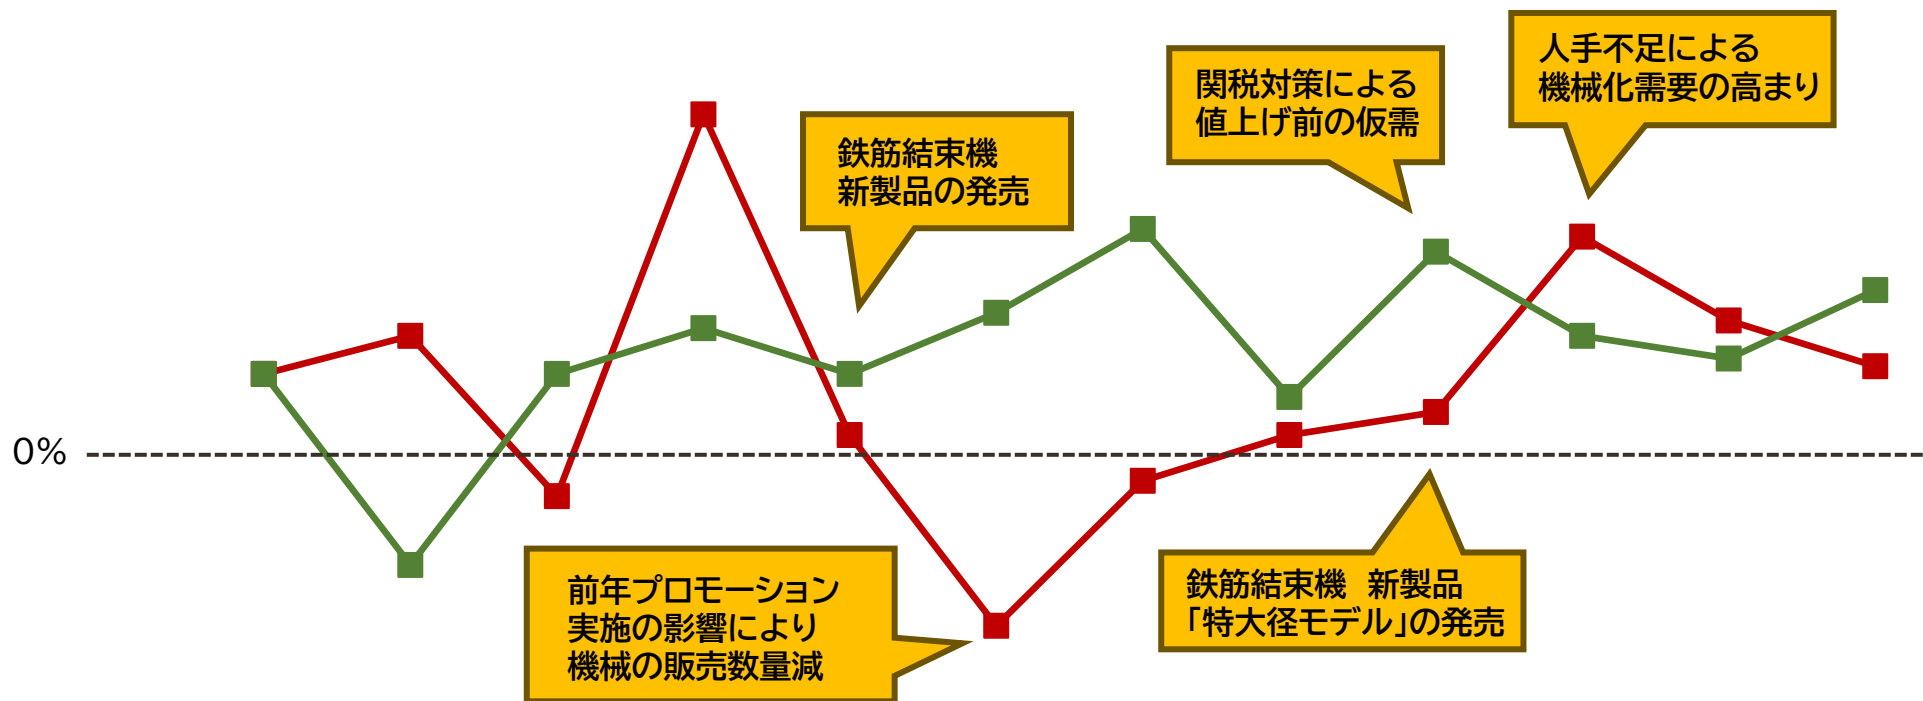 人手不足による
機械化需要の高まり
関税対策による
値上げ前の仮需
鉄筋結束機
新製品の発売
0%
前年プロモーション
実施の影響により
機械の販売数量減
鉄筋結束機　新製品
「特大径モデル」の発売